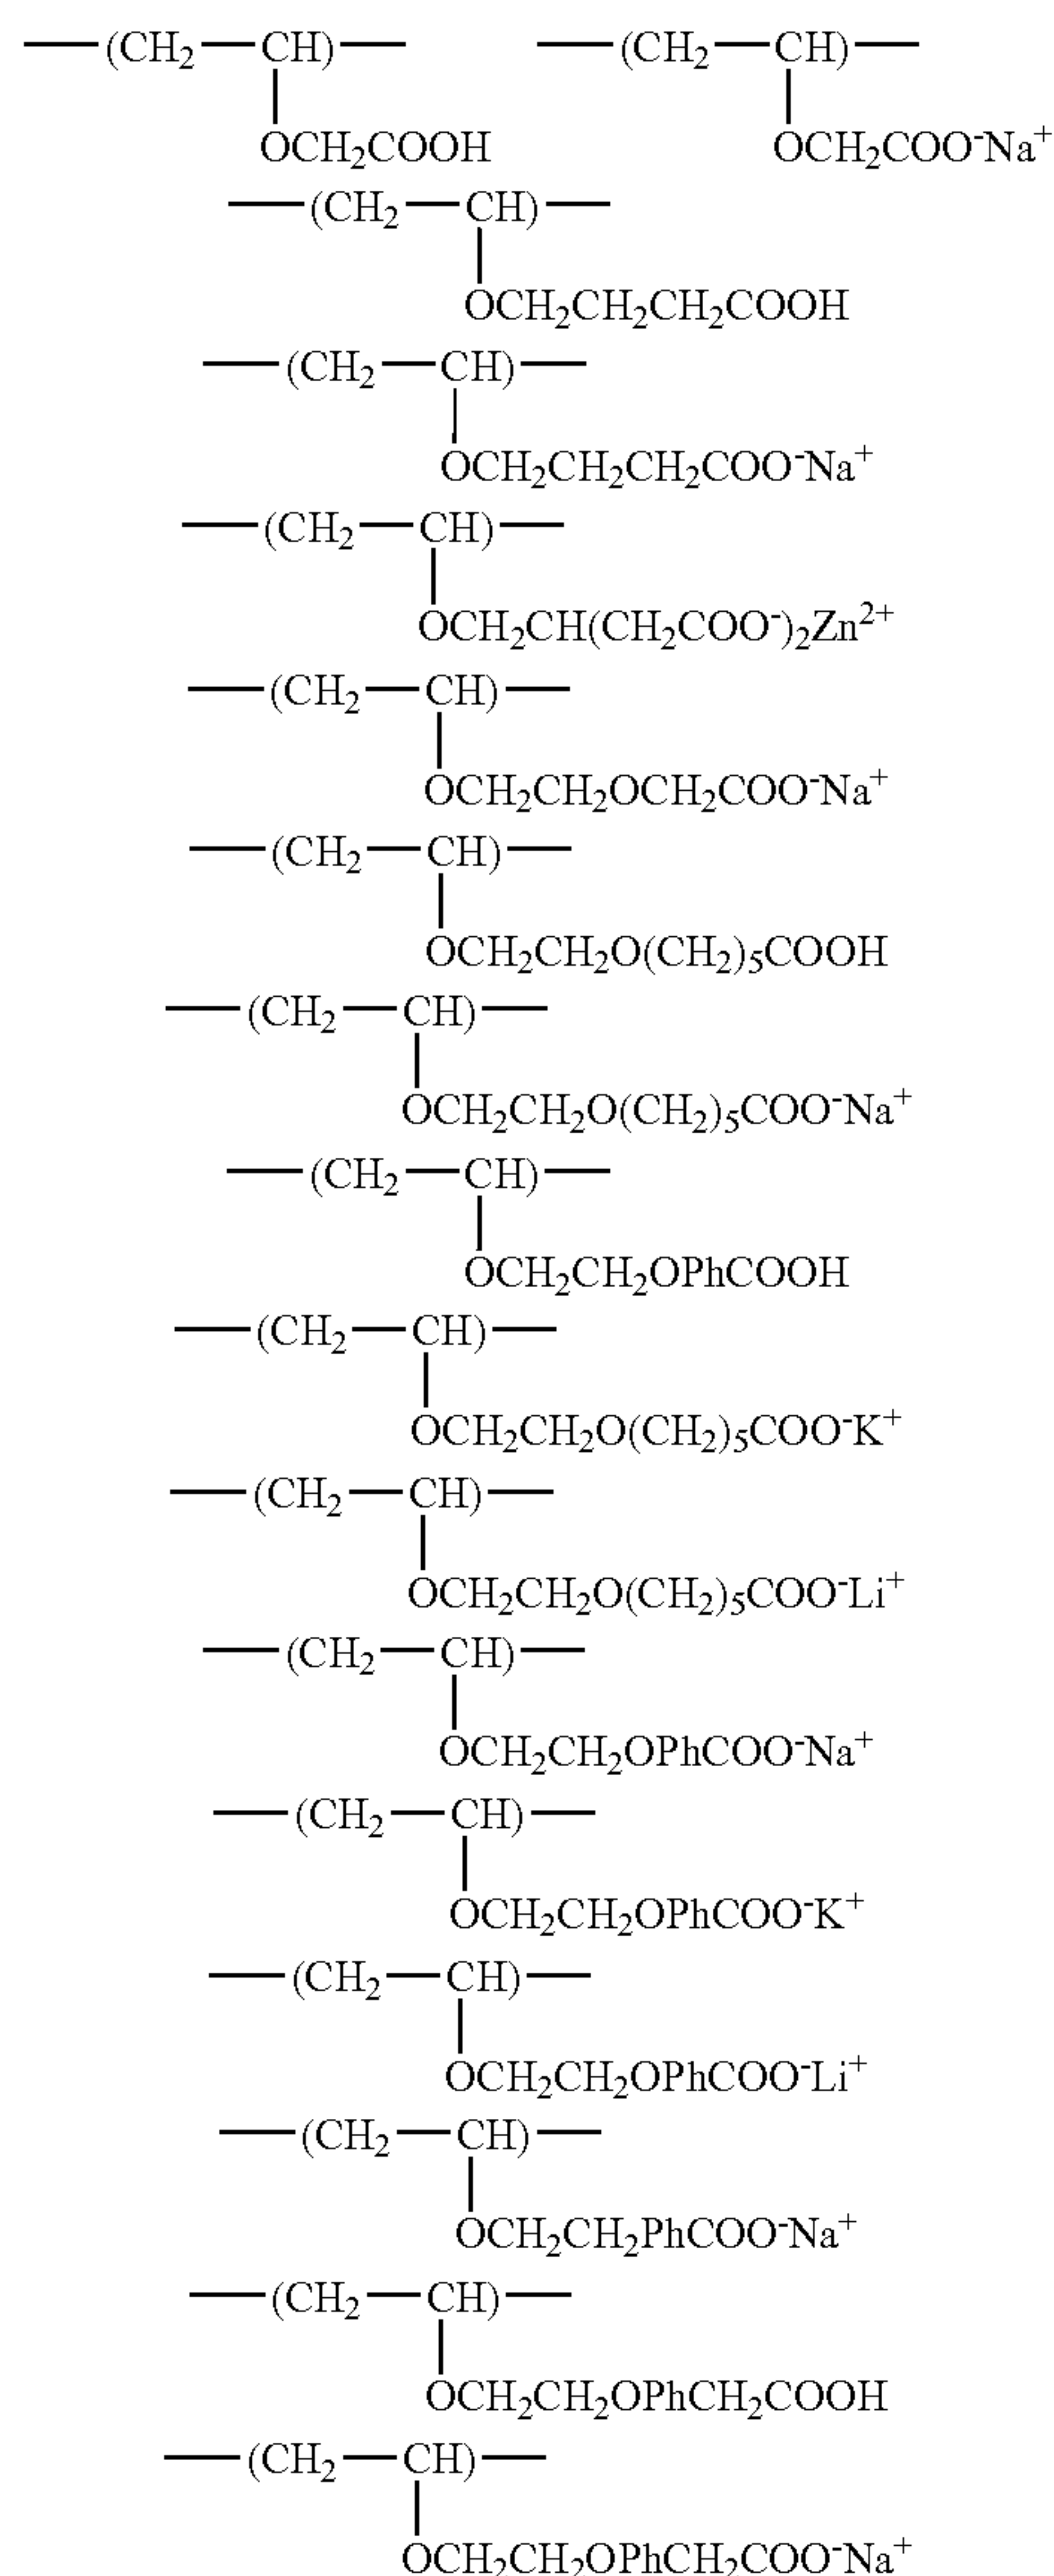 —(CH₂—CH)— —(CH₂—CH)—
OCH₂COOH OCH₂COO⁻Na⁺
—(CH₂—CH)—
OCH₂CH₂CH₂COOH
—(CH₂—CH)—
OCH₂CH₂CH₂COO⁻Na⁺
—(CH₂—CH)—
OCH₂CH(CH₂COO⁻)₂Zn²⁺
—(CH₂—CH)—
OCH₂CH₂OCH₂COO⁻Na⁺
—(CH₂—CH)—
OCH₂CH₂O(CH₂)₅COOH
—(CH₂—CH)—
OCH₂CH₂O(CH₂)₅COO⁻Na⁺
—(CH₂—CH)—
OCH₂CH₂OPhCOOH
—(CH₂—CH)—
OCH₂CH₂O(CH₂)₅COO⁻K⁺
—(CH₂—CH)—
OCH₂CH₂O(CH₂)₅COO⁻Li⁺
—(CH₂—CH)—
OCH₂CH₂OPhCOO⁻Na⁺
—(CH₂—CH)—
OCH₂CH₂OPhCOO⁻K⁺
—(CH₂—CH)—
OCH₂CH₂OPhCOO⁻Li⁺
—(CH₂—CH)—
OCH₂CH₂PhCOO⁻Na⁺
—(CH₂—CH)—
OCH₂CH₂OPhCH₂COOH
—(CH₂—CH)—
OCH₂CH₂OPhCH₂COO⁻Na⁺